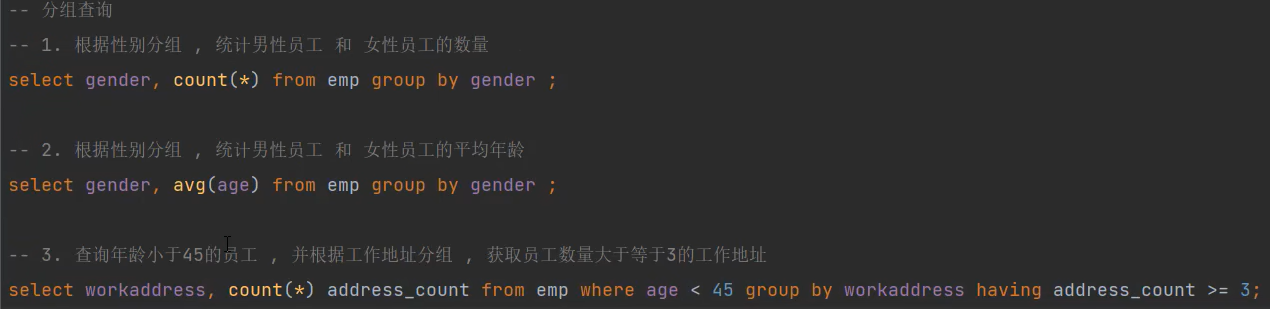 -- 分组查询
-- 1. 根据性别分组 , 统计男性员工 和 女性员工的数量
select gender, count(*) from emp group by gender ;
-- 2. 根据性别分组 , 统计男性员工 和 女性员工的平均年龄
select gender, avg(age) from emp group by gender ;
-- 3. 查询年龄小于45的员工 , 并根据工作地址分组 , 获取员工数量大于等于3的工作地址
select workaddress, count(*) address_count from emp where age < 45 group by workaddress having address_count >= 3;